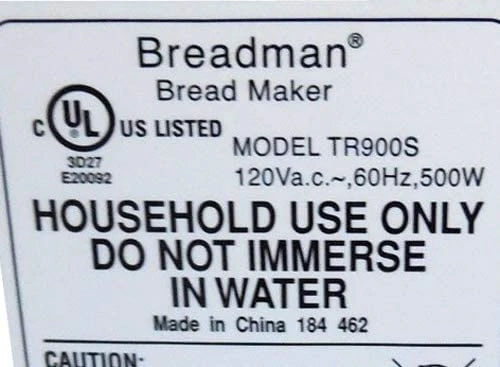 Breadman®
Bread Maker
C UL US LISTED
3D27
E20092
MODEL TR900S
120Va.c.~,60Hz,500W
HOUSEHOLD USE ONLY
DO NOT IMMERSE
IN WATER
Made in China 184 462
CAUTION: